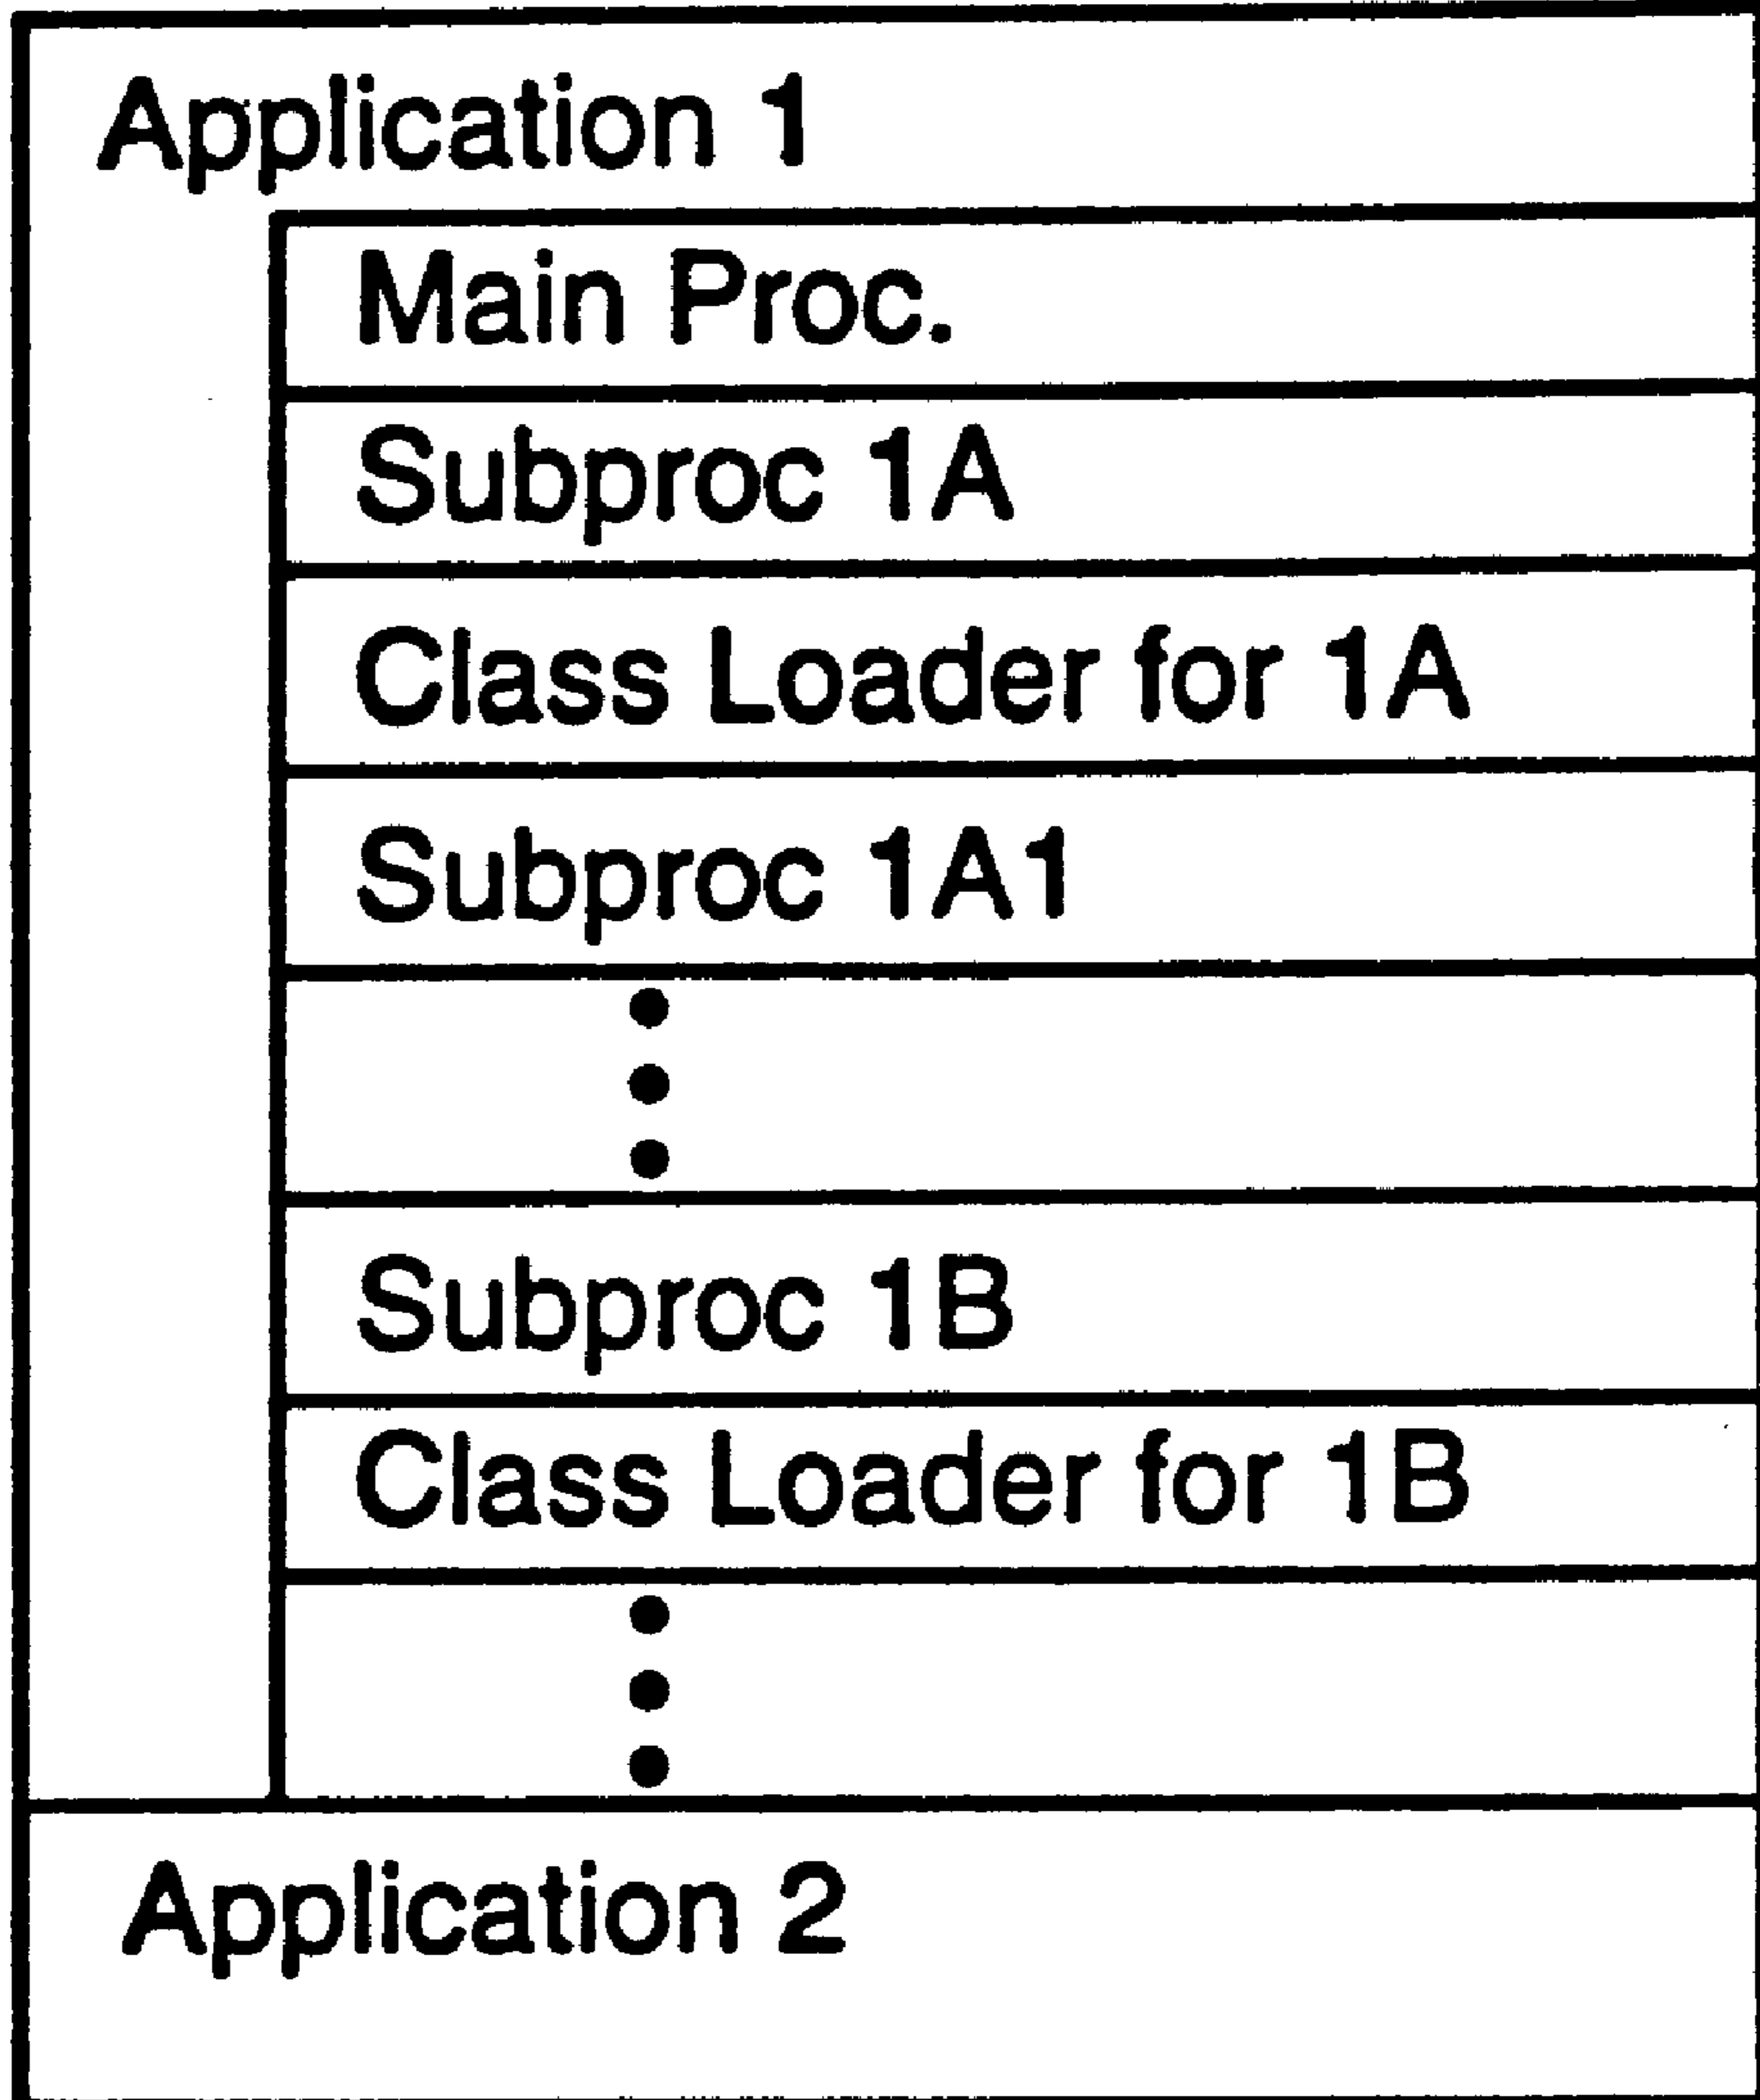 Application 1
Main Proc.
Subproc 1A
Class Loader for 1A
Subproc 1A1
Subproc 1B
Class Loader for 1B
Application 2